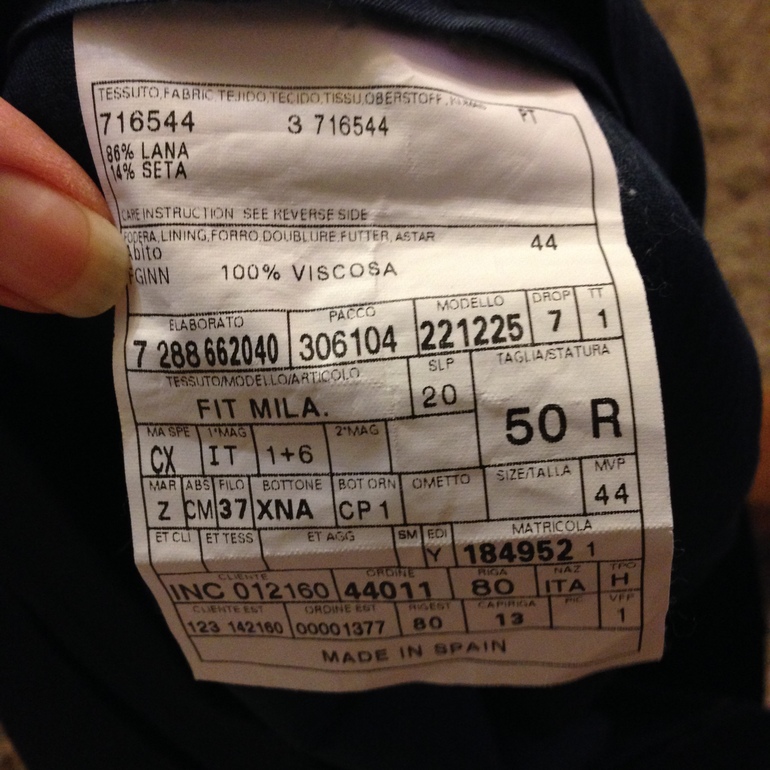 TESSUTO,FABRIC,TEJIDO,TECIDO,TISSU,OBERSTOFF,
PT
716544 3 716544
86% LANA
14% SETA
CARE INSTRUCTION SEE REVERSE SIDE
FODERA,LINING,FORRO,DOUBLURE,FUTTER,ASTAR
44
Abito
FGINN 100% VISCOSA
ELABORATO PACCO MODELLO DROP TT
7 288662040 306104 221225 7 1
TESSUTO/MODELLO/ARTICOLO SLP TAGLIA/STATURA
FIT MILA. 20 50 R
MA SPE 1°MAG 2°MAG
CX IT 1+6
MAR ABS FILO BOTTONE BOT ORN OMETTO SIZE/TALLA MVP
Z CM 37 XNA CP 1 44
ET CLI ET TESS ET AGG SM EDI MATRICOLA
Y 184952 1
CLIENTE ORDINE RIGA NAZ TPO
INC 012160 44011 80 ITA H
CLIENTE EST ORDINE EST RIGEST CAPIRIGA PIC VFP
123 142160 00001377 80 13 1
MADE IN SPAIN